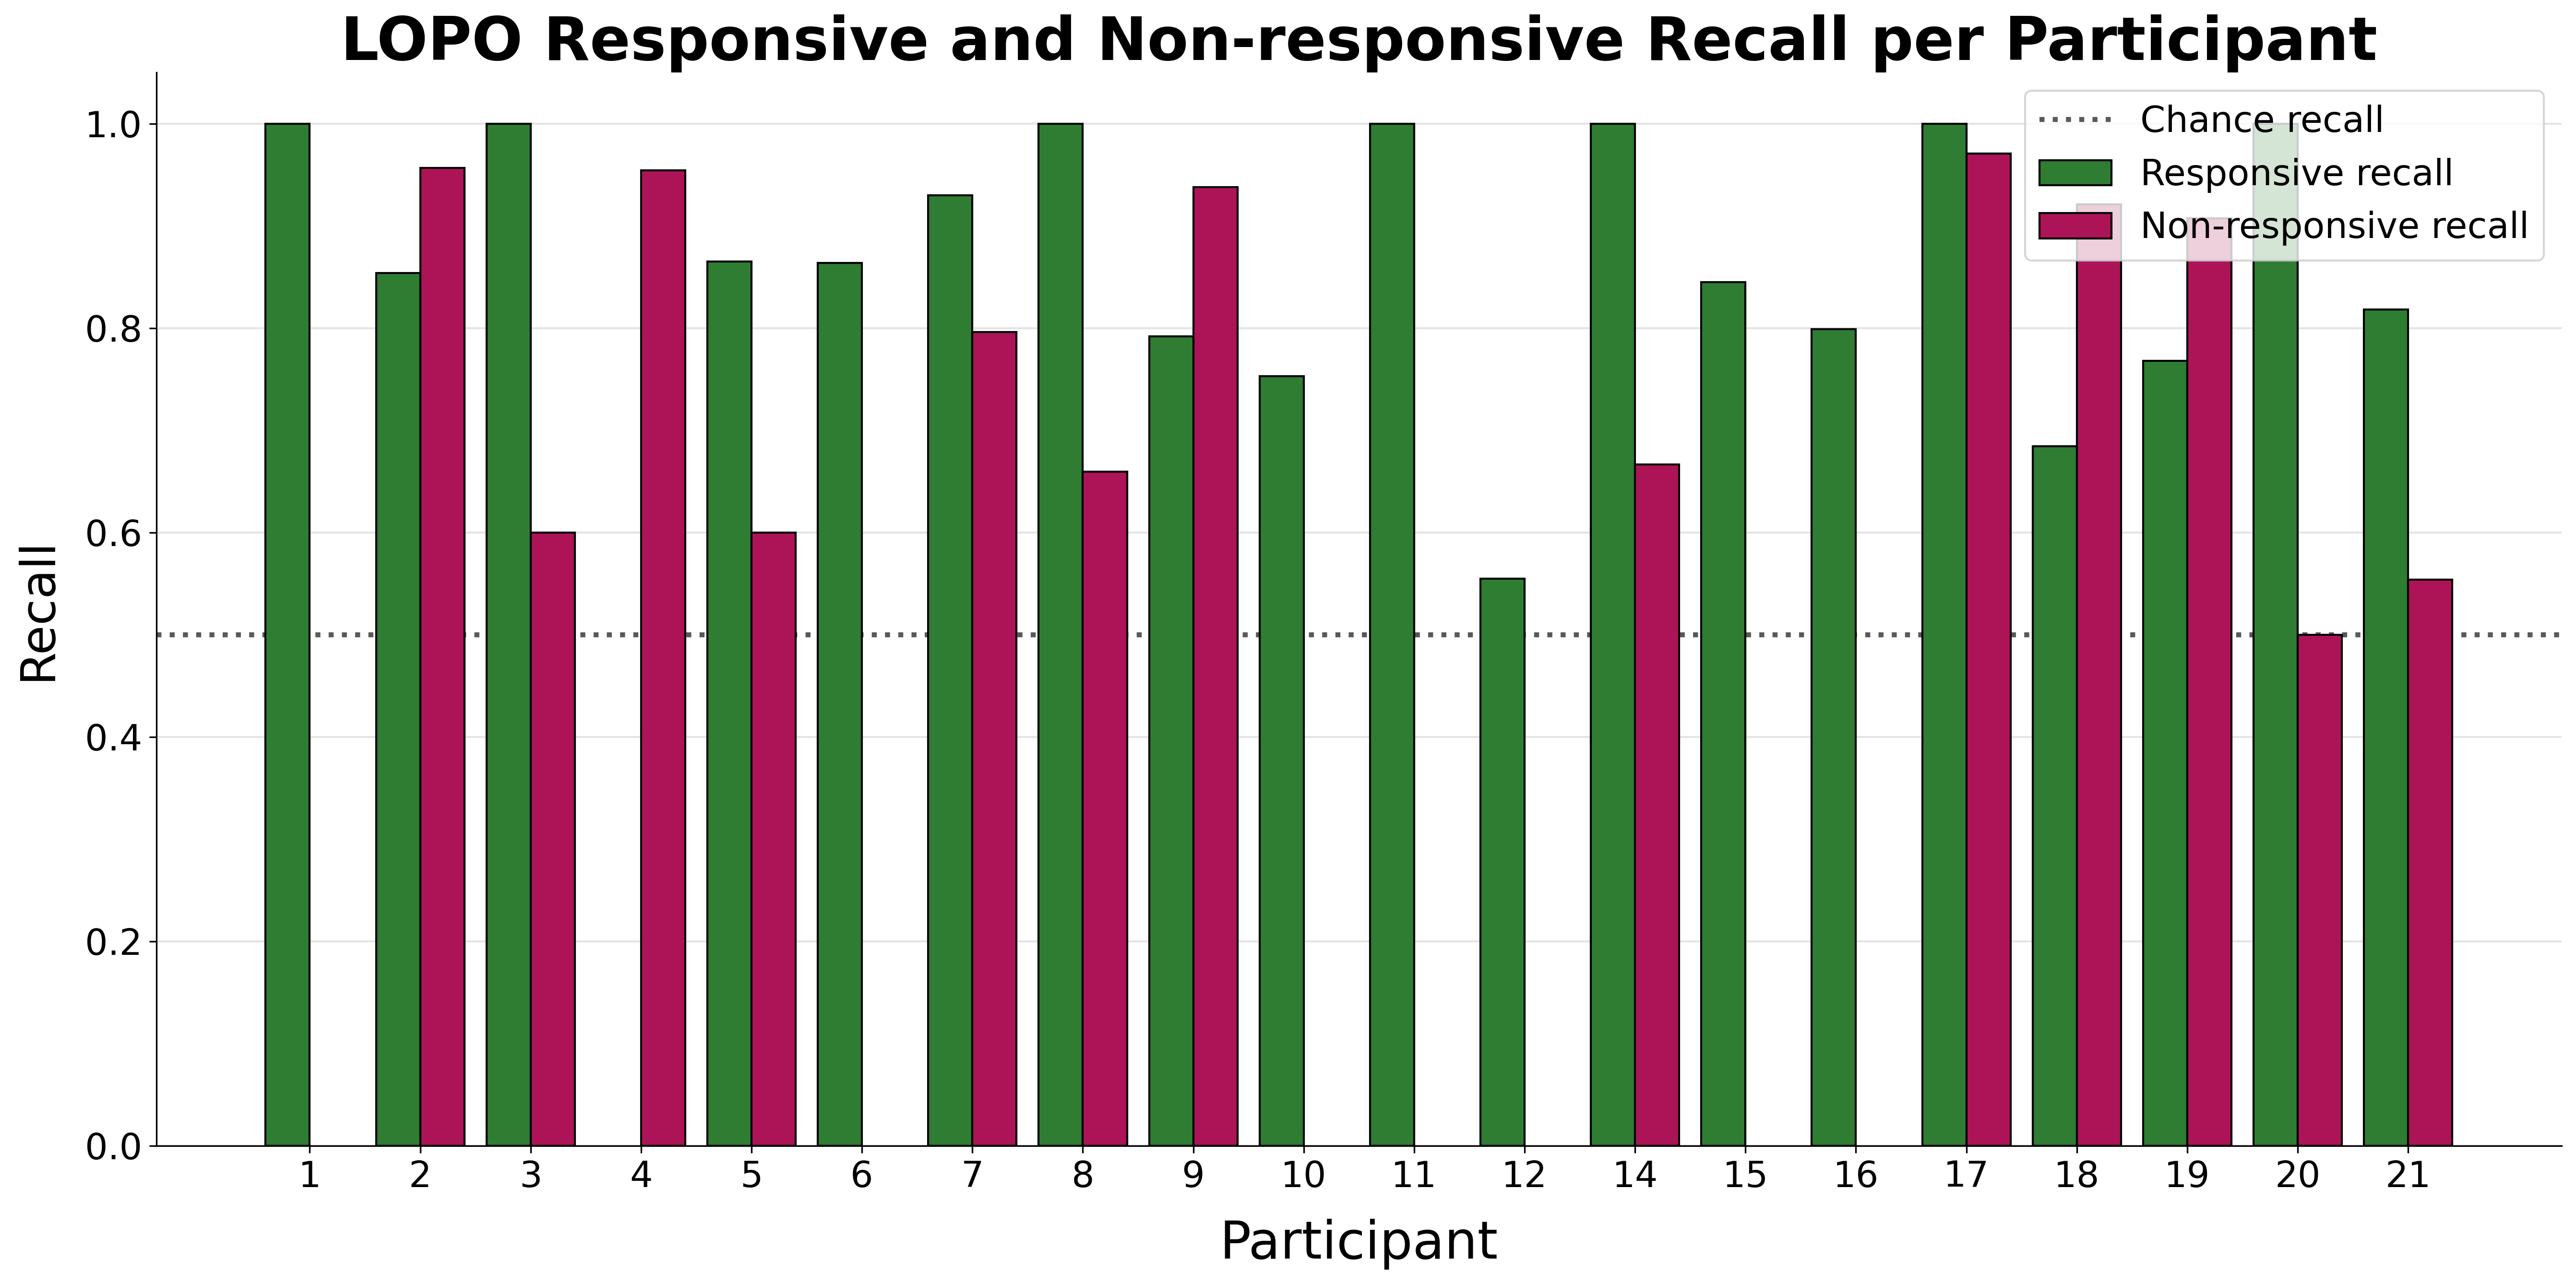 LOPO Responsive and Non-responsive Recall per Participant
Chance recall
Responsive recall
Non-responsive recall
1.0
0.8
0.6
0.4
0.2
0.0
Recall
1 2 3 4 5 6 7 8 9 10 11 12 14 15 16 17 18 19 20 21
Participant